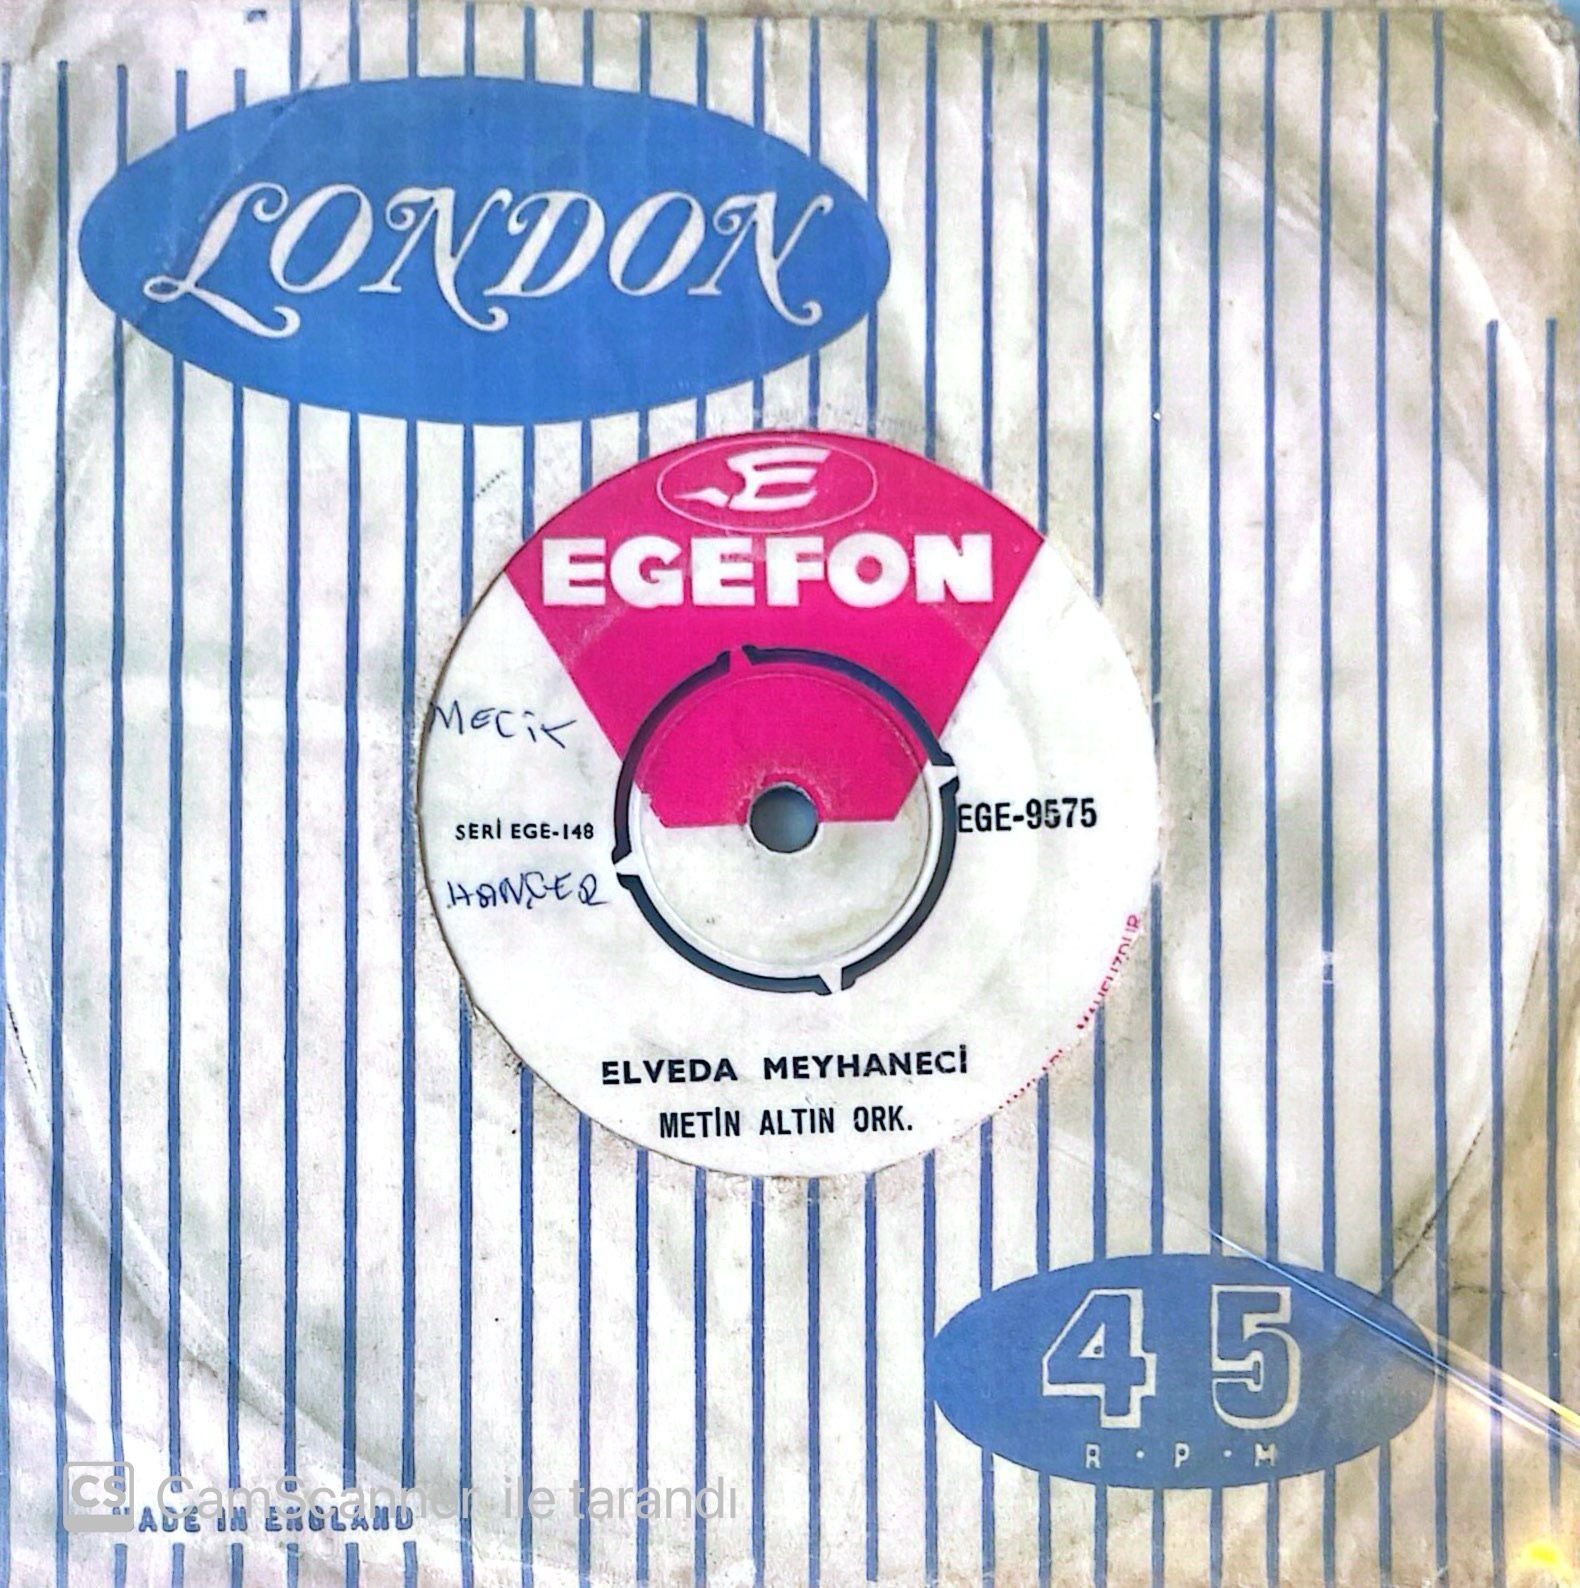 LONDON
E
EGEFON
MECİK
SERİ EGE-148
EGE-9575
HANÇER
ELVEDA MEYHANECİ
METİN ALTIN ORK.
45
R·P·M
CS CamScanner ile tarandı
MADE IN ENGLAND